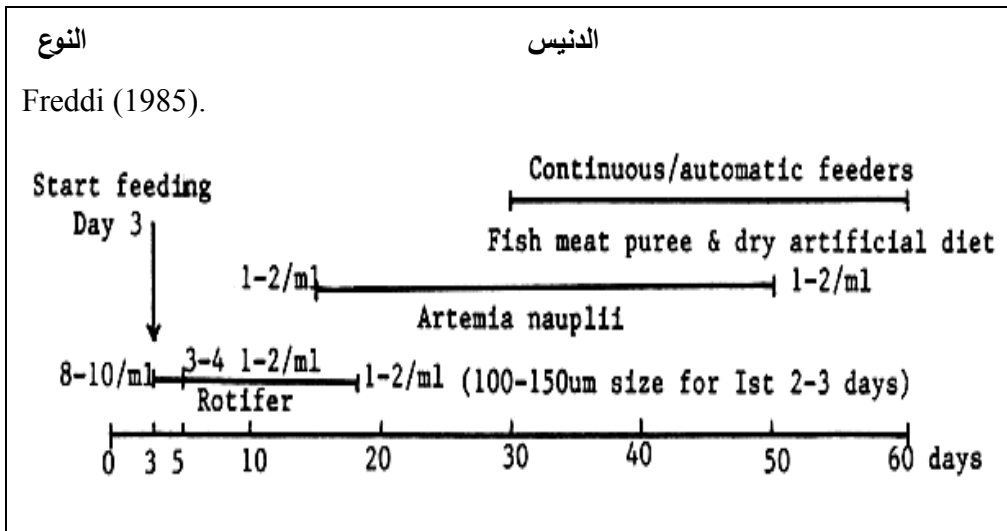 النوع الدنيس
Freddi (1985).
Continuous/automatic feeders
Start feeding
Day 3
Fish meat puree & dry artificial diet
1-2/ml 1-2/ml
Artemia nauplii
8-10/ml 3-4 1-2/ml 1-2/ml (100-150um size for Ist 2-3 days)
Rotifer
0 3 5 10 20 30 40 50 60 days